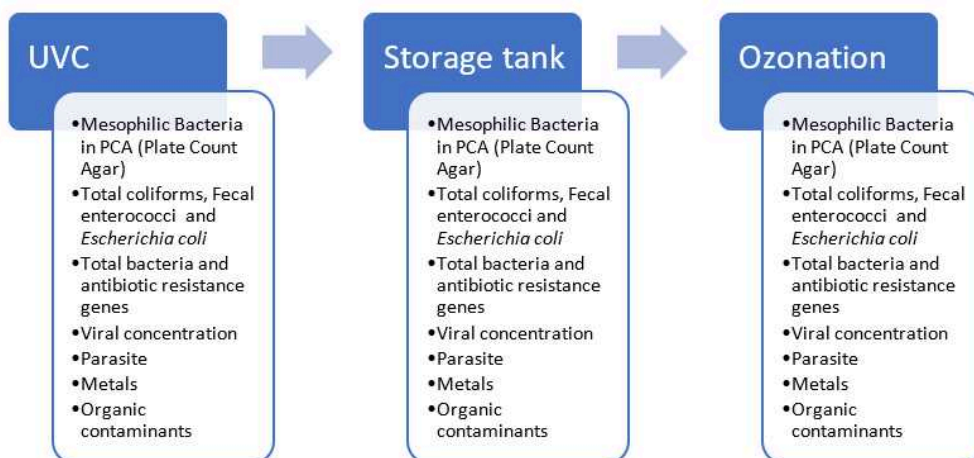 UVC
•Mesophilic Bacteria
in PCA (Plate Count
Agar)
•Total coliforms, Fecal
enterococci and
Escherichia coli
•Total bacteria and
antibiotic resistance
genes
•Viral concentration
•Parasite
•Metals
•Organic
contaminants
Storage tank
•Mesophilic Bacteria
in PCA (Plate Count
Agar)
•Total coliforms, Fecal
enterococci and
Escherichia coli
•Total bacteria and
antibiotic resistance
genes
•Viral concentration
•Parasite
•Metals
•Organic
contaminants
Ozonation
•Mesophilic Bacteria
in PCA (Plate Count
Agar)
•Total coliforms, Fecal
enterococci and
Escherichia coli
•Total bacteria and
antibiotic resistance
genes
•Viral concentration
•Parasite
•Metals
•Organic
contaminants